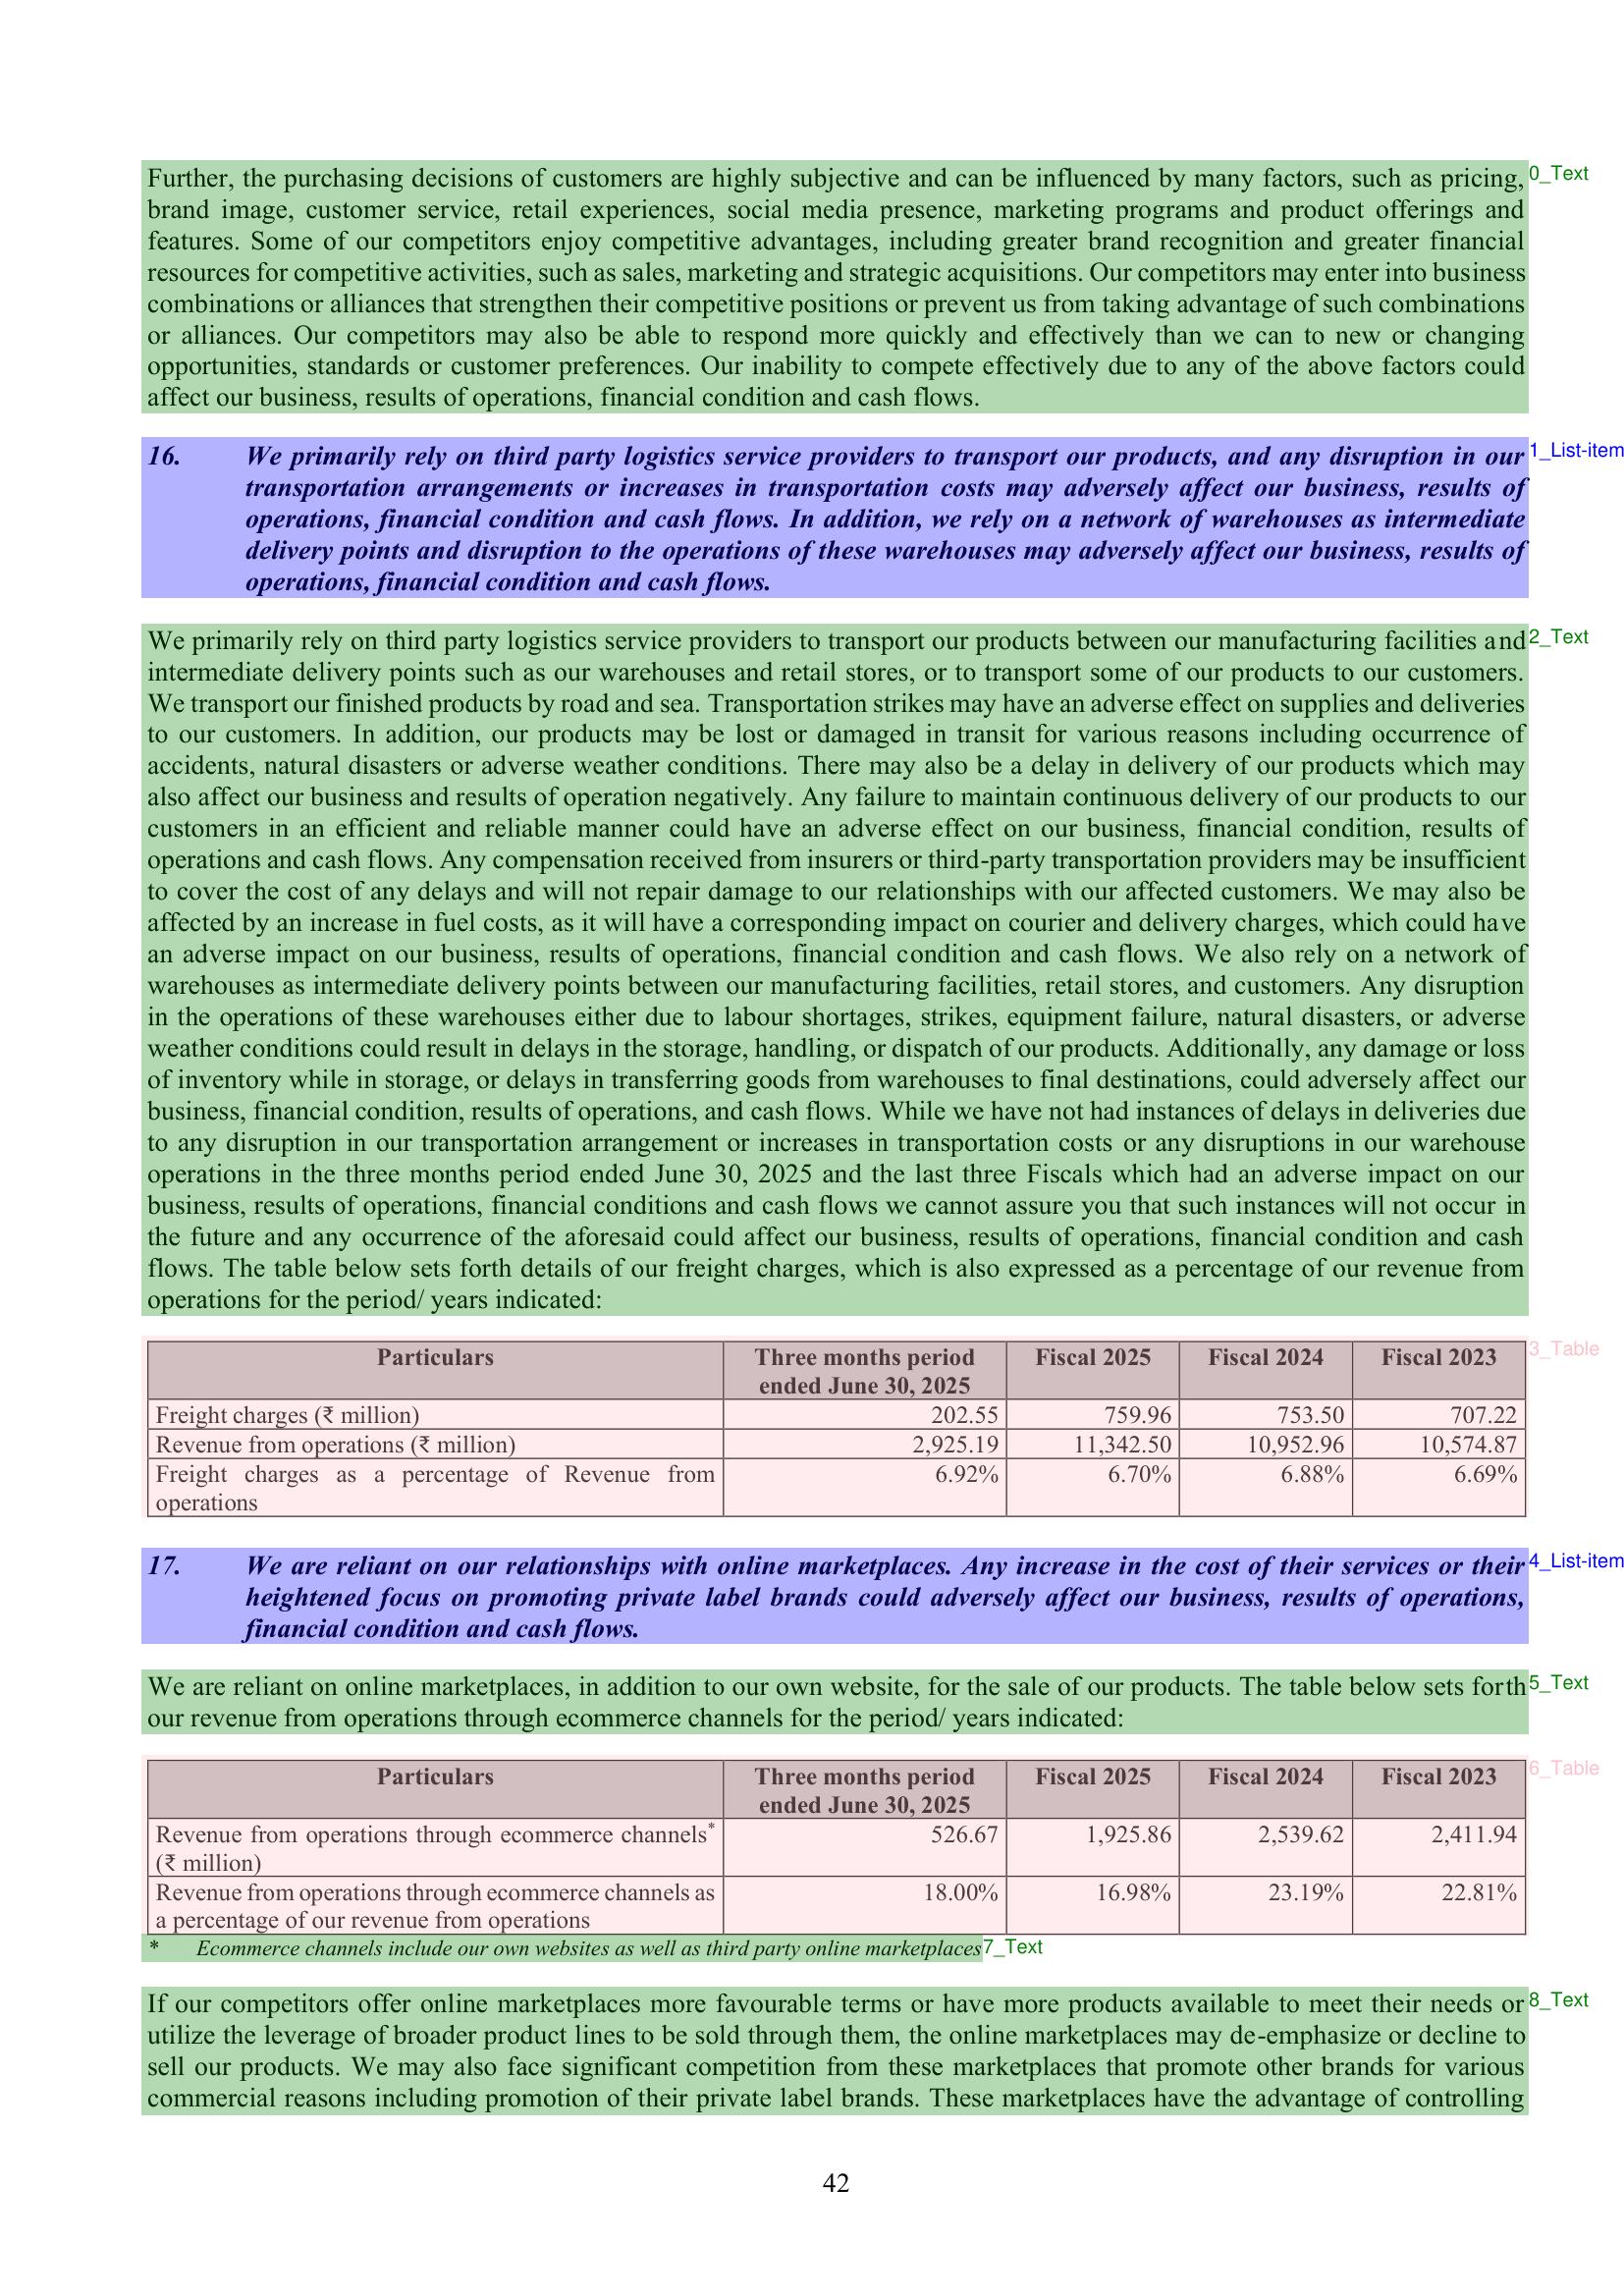 Further, the purchasing decisions of customers are highly subjective and can be influenced by many factors, such as pricing, 0_Text
brand image, customer service, retail experiences, social media presence, marketing programs and product offerings and
features. Some of our competitors enjoy competitive advantages, including greater brand recognition and greater financial
resources for competitive activities, such as sales, marketing and strategic acquisitions. Our competitors may enter into business
combinations or alliances that strengthen their competitive positions or prevent us from taking advantage of such combinations
or alliances. Our competitors may also be able to respond more quickly and effectively than we can to new or changing
opportunities, standards or customer preferences. Our inability to compete effectively due to any of the above factors could
affect our business, results of operations, financial condition and cash flows.
16. We primarily rely on third party logistics service providers to transport our products, and any disruption in our 1_List-item
transportation arrangements or increases in transportation costs may adversely affect our business, results of
operations, financial condition and cash flows. In addition, we rely on a network of warehouses as intermediate
delivery points and disruption to the operations of these warehouses may adversely affect our business, results of
operations, financial condition and cash flows.
We primarily rely on third party logistics service providers to transport our products between our manufacturing facilities and 2_Text
intermediate delivery points such as our warehouses and retail stores, or to transport some of our products to our customers.
We transport our finished products by road and sea. Transportation strikes may have an adverse effect on supplies and deliveries
to our customers. In addition, our products may be lost or damaged in transit for various reasons including occurrence of
accidents, natural disasters or adverse weather conditions. There may also be a delay in delivery of our products which may
also affect our business and results of operation negatively. Any failure to maintain continuous delivery of our products to our
customers in an efficient and reliable manner could have an adverse effect on our business, financial condition, results of
operations and cash flows. Any compensation received from insurers or third-party transportation providers may be insufficient
to cover the cost of any delays and will not repair damage to our relationships with our affected customers. We may also be
affected by an increase in fuel costs, as it will have a corresponding impact on courier and delivery charges, which could have
an adverse impact on our business, results of operations, financial condition and cash flows. We also rely on a network of
warehouses as intermediate delivery points between our manufacturing facilities, retail stores, and customers. Any disruption
in the operations of these warehouses either due to labour shortages, strikes, equipment failure, natural disasters, or adverse
weather conditions could result in delays in the storage, handling, or dispatch of our products. Additionally, any damage or loss
of inventory while in storage, or delays in transferring goods from warehouses to final destinations, could adversely affect our
business, financial condition, results of operations, and cash flows. While we have not had instances of delays in deliveries due
to any disruption in our transportation arrangement or increases in transportation costs or any disruptions in our warehouse
operations in the three months period ended June 30, 2025 and the last three Fiscals which had an adverse impact on our
business, results of operations, financial conditions and cash flows we cannot assure you that such instances will not occur in
the future and any occurrence of the aforesaid could affect our business, results of operations, financial condition and cash
flows. The table below sets forth details of our freight charges, which is also expressed as a percentage of our revenue from
operations for the period/ years indicated:
Particulars Three months period Fiscal 2025 Fiscal 2024 Fiscal 2023 3_Table
ended June 30, 2025
Freight charges (₹ million) 202.55 759.96 753.50 707.22
Revenue from operations (₹ million) 2,925.19 11,342.50 10,952.96 10,574.87
Freight charges as a percentage of Revenue from 6.92% 6.70% 6.88% 6.69%
operations
17. We are reliant on our relationships with online marketplaces. Any increase in the cost of their services or their 4_List-item
heightened focus on promoting private label brands could adversely affect our business, results of operations,
financial condition and cash flows.
We are reliant on online marketplaces, in addition to our own website, for the sale of our products. The table below sets forth 5_Text
our revenue from operations through ecommerce channels for the period/ years indicated:
Particulars Three months period Fiscal 2025 Fiscal 2024 Fiscal 2023 6_Table
ended June 30, 2025
Revenue from operations through ecommerce channels* 526.67 1,925.86 2,539.62 2,411.94
(₹ million)
Revenue from operations through ecommerce channels as 18.00% 16.98% 23.19% 22.81%
a percentage of our revenue from operations
* Ecommerce channels include our own websites as well as third party online marketplaces 7_Text
If our competitors offer online marketplaces more favourable terms or have more products available to meet their needs or 8_Text
utilize the leverage of broader product lines to be sold through them, the online marketplaces may de-emphasize or decline to
sell our products. We may also face significant competition from these marketplaces that promote other brands for various
commercial reasons including promotion of their private label brands. These marketplaces have the advantage of controlling
42